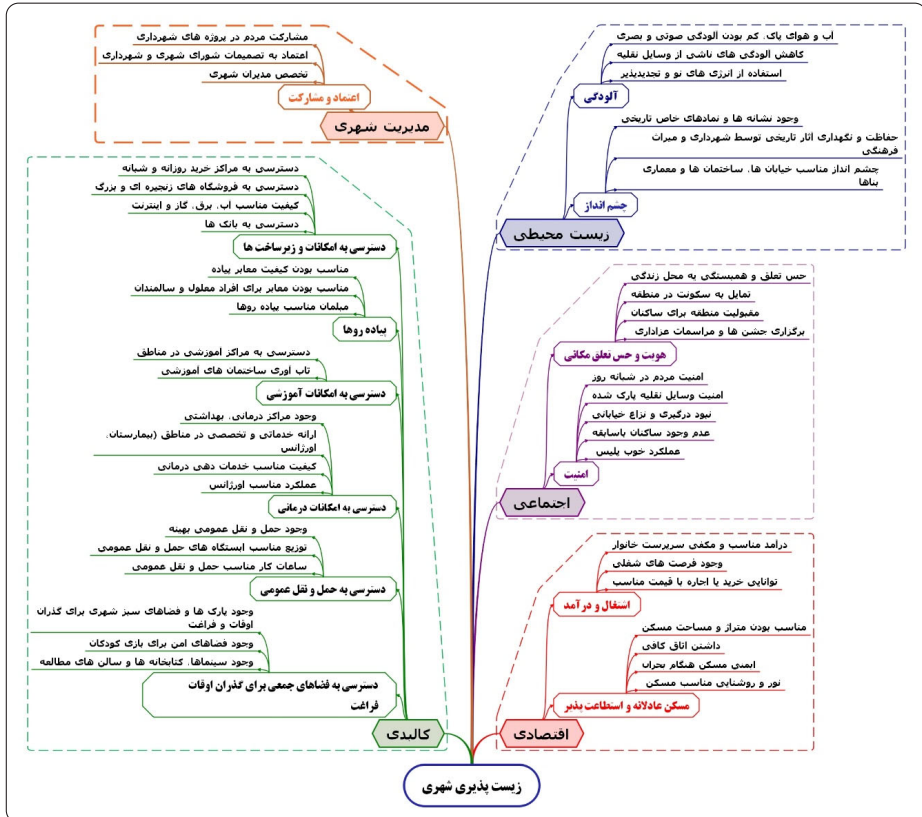 آب و هوای پاک، کم بودن آلودگی صوتی و بصری
کاهش آلودگی های ناشی از وسایل نقلیه
استفاده از انرژی های نو و تجدیدپذیر
آلودگی
وجود نشانه ها و نمادهای خاص تاریخی
حفاظت و نگهداری آثار تاریخی توسط شهرداری و میراث
فرهنگی
چشم انداز مناسب خیابان ها، ساختمان ها و معماری
بناها
چشم انداز
زیست محیطی
حس تعلق و همبستگی به محل زندگی
تمایل به سکونت در منطقه
مقبولیت منطقه برای ساکنان
برگزاری جشن ها و مراسمات عزاداری
هویت و حس تعلق مکانی
امنیت مردم در شبانه روز
امنیت وسایل نقلیه پارک شده
نبود درگیری و نزاع خیابانی
عدم وجود ساکنان باسابقه
عملکرد خوب پلیس
امنیت
اجتماعی
درآمد مناسب و مکفی سرپرست خانوار
وجود فرصت های شغلی
توانایی خرید یا اجاره با قیمت مناسب
اشتغال و درآمد
مناسب بودن متراژ و مساحت مسکن
داشتن اتاق کافی
ایمنی مسکن هنگام بحران
نور و روشنایی مناسب مسکن
مسکن عادلانه و استطاعت پذیر
اقتصادی
مشارکت مردم در پروژه های شهرداری
اعتماد به تصمیمات شورای شهری و شهرداری
تخصص مدیران شهری
اعتماد و مشارکت
مدیریت شهری
دسترسی به مراکز خرید روزانه و شبانه
دسترسی به فروشگاه های زنجیره ای و بزرگ
کیفیت مناسب آب، برق، گاز و اینترنت
دسترسی به بانک ها
دسترسی به امکانات و زیرساخت ها
مناسب بودن کیفیت معابر پیاده
مناسب بودن معابر برای افراد معلول و سالمندان
مبلمان مناسب پیاده روها
پیاده روها
دسترسی به مراکز آموزشی در مناطق
تاب آوری ساختمان های آموزشی
دسترسی به امکانات آموزشی
وجود مراکز درمانی، بهداشتی
ارائه خدماتی و تخصصی در مناطق (بیمارستان،
اورژانس
کیفیت مناسب خدمات دهی درمانی
عملکرد مناسب اورژانس
دسترسی به امکانات درمانی
وجود حمل و نقل عمومی بهینه
توزیع مناسب ایستگاه های حمل و نقل عمومی
ساعات کار مناسب حمل و نقل عمومی
دسترسی به حمل و نقل عمومی
وجود پارک ها و فضاهای سبز شهری برای گذران
اوقات و فراغت
وجود فضاهای امن برای بازی کودکان
وجود سینماها، کتابخانه ها و سالن های مطالعه
دسترسی به فضاهای جمعی برای گذران اوقات
فراغت
کالبدی
زیست پذیری شهری